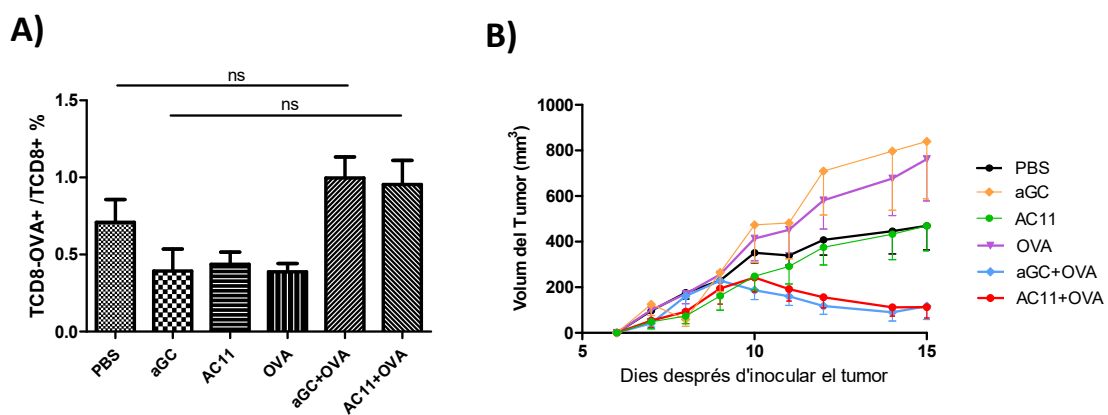 A)
ns
ns
TCD8-OVA+ /TCD8+ %
1.5
1.0
0.5
0.0
PBS
aGC
AC11
OVA
aGC+OVA
AC11+OVA
B)
Volum del Tumor (mm³)
1000
800
600
400
200
0
5
10
15
Dies després d'inocular el tumor
PBS
aGC
AC11
OVA
aGC+OVA
AC11+OVA